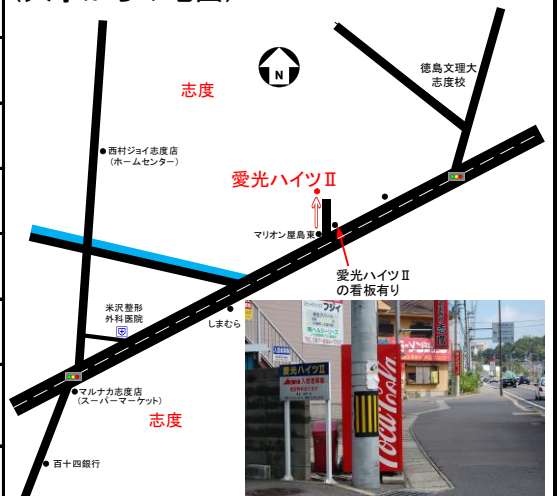 志度
N
徳島文理大
志度校
西村ジョイ志度店
(ホームセンター)
愛光ハイツⅡ
マリオン屋島東
愛光ハイツⅡ
の看板有り
米沢整形
外科医院
しまむら
マルナカ志度店
(スーパーマーケット)
志度
百十四銀行
フジイ
愛光ハイツⅡ
入居者募集
Coca-Cola